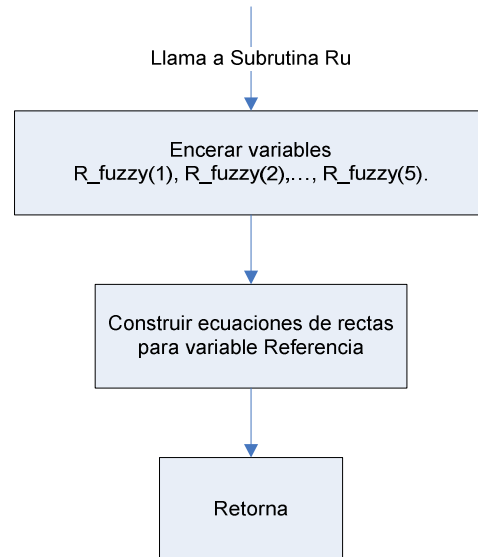 Llama a Subrutina Ru
Encerar variables
R_fuzzy(1), R_fuzzy(2),…, R_fuzzy(5).
Construir ecuaciones de rectas
para variable Referencia
Retorna